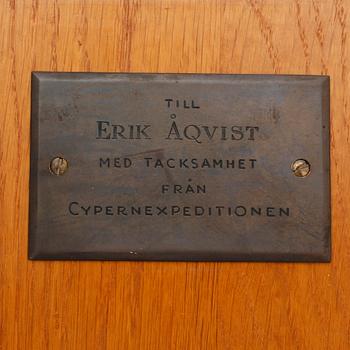 TILL
ERIK ÅQVIST
MED TACKSAMHET
FRÅN
CYPERNEXPEDITIONEN